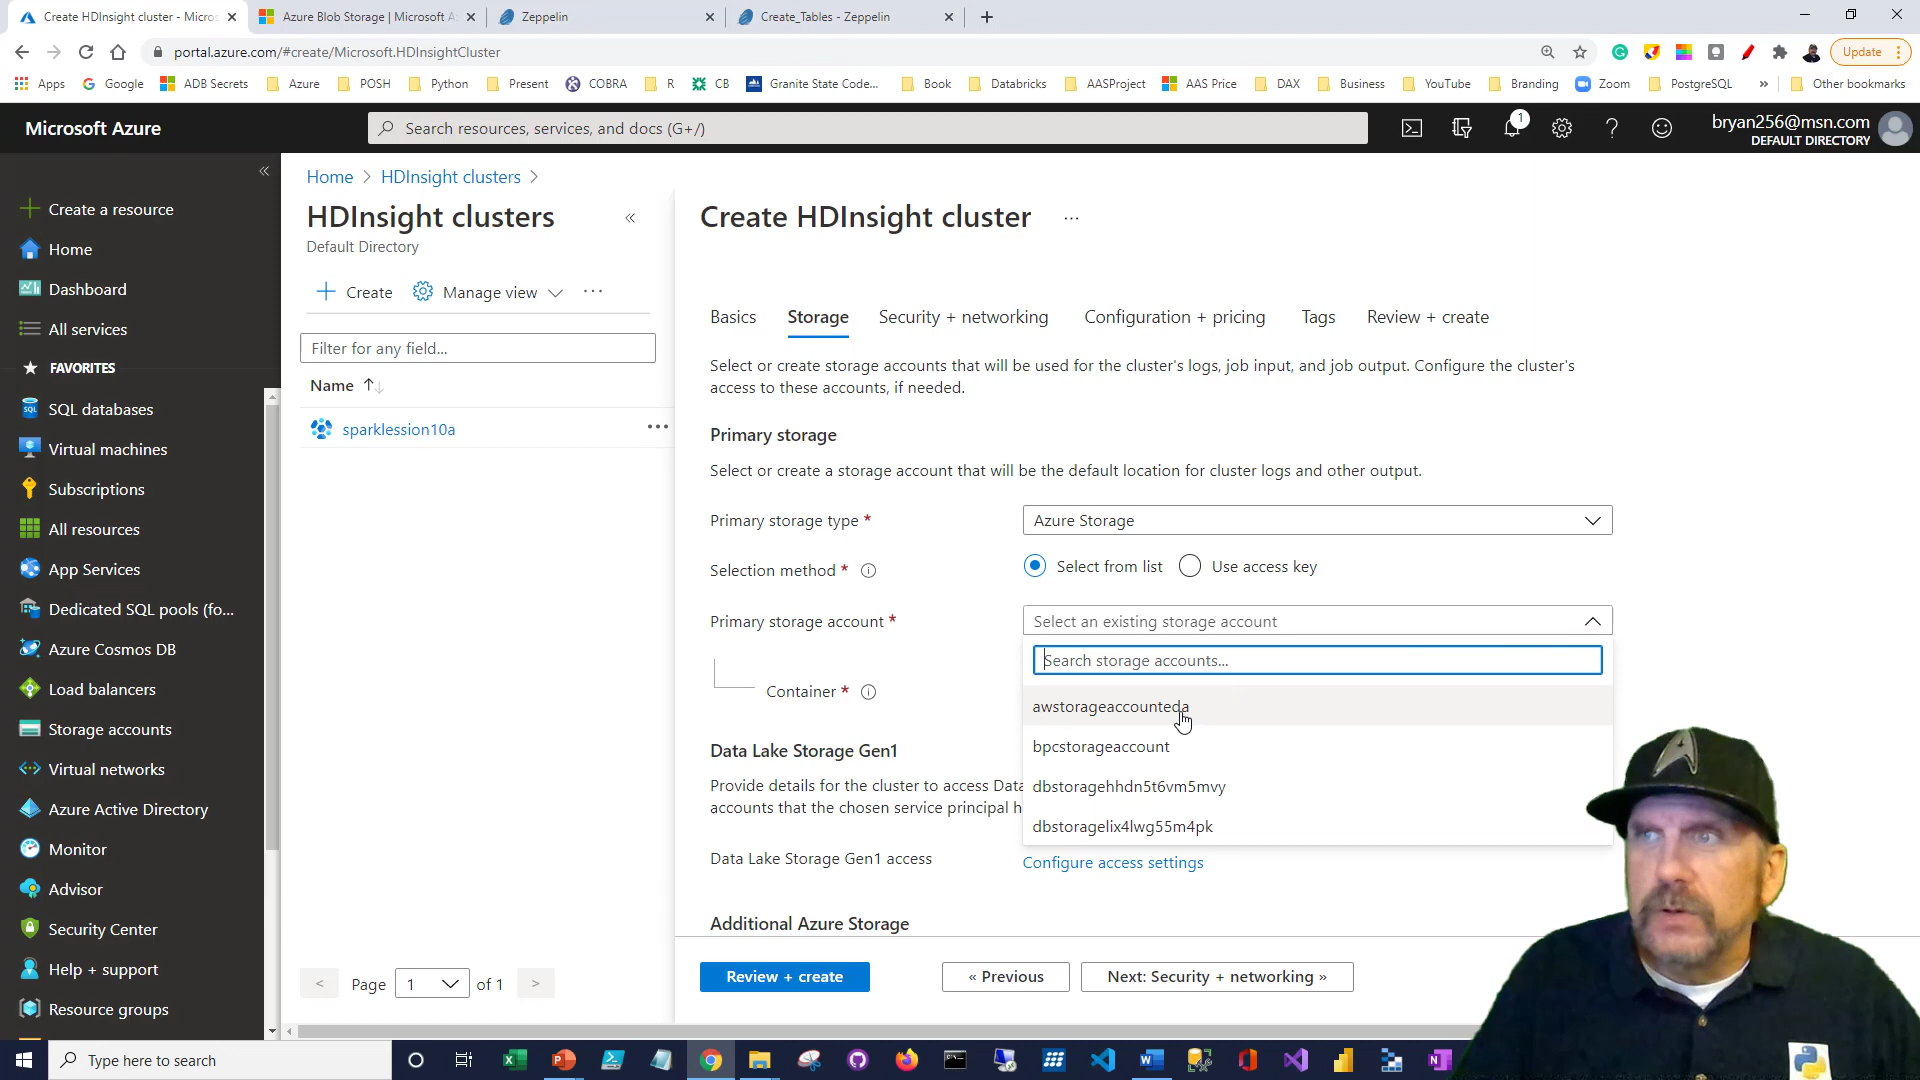 Create HDInsight cluster - Micros
Azure Blob Storage | Microsoft A
Zeppelin
Create_Tables - Zeppelin
portal.azure.com/#create/Microsoft.HDInsightCluster
Update
Apps
Google
ADB Secrets
Azure
POSH
Python
Present
COBRA
R
CB
Granite State Code...
Book
Databricks
AASProject
AAS Price
DAX
Business
YouTube
Branding
Zoom
PostgreSQL
»
Other bookmarks
Microsoft Azure
Search resources, services, and docs (G+/)
1
bryan256@msn.com
DEFAULT DIRECTORY
Create a resource
Home
Dashboard
All services
FAVORITES
SQL databases
Virtual machines
Subscriptions
All resources
App Services
Dedicated SQL pools (fo...
Azure Cosmos DB
Load balancers
Storage accounts
Virtual networks
Azure Active Directory
Monitor
Advisor
Security Center
Help + support
Resource groups
Home > HDInsight clusters >
HDInsight clusters
Default Directory
Create
Manage view
...
Filter for any field...
Name
sparklession10a
...
< Page 1 of 1 >
Create HDInsight cluster ...
Basics
Storage
Security + networking
Configuration + pricing
Tags
Review + create
Select or create storage accounts that will be used for the cluster's logs, job input, and job output. Configure the cluster's
access to these accounts, if needed.
Primary storage
Select or create a storage account that will be the default location for cluster logs and other output.
Primary storage type *
Azure Storage
Selection method *
Select from list
Use access key
Primary storage account *
Select an existing storage account
Search storage accounts...
Container *
awstorageaccounteda
bpcstorageaccount
dbstoragehhdn5t6vm5mvy
dbstoragelix4lwg55m4pk
Data Lake Storage Gen1
Provide details for the cluster to access Data
accounts that the chosen service principal h
Data Lake Storage Gen1 access
Configure access settings
Additional Azure Storage
Review + create
« Previous
Next: Security + networking »
Type here to search